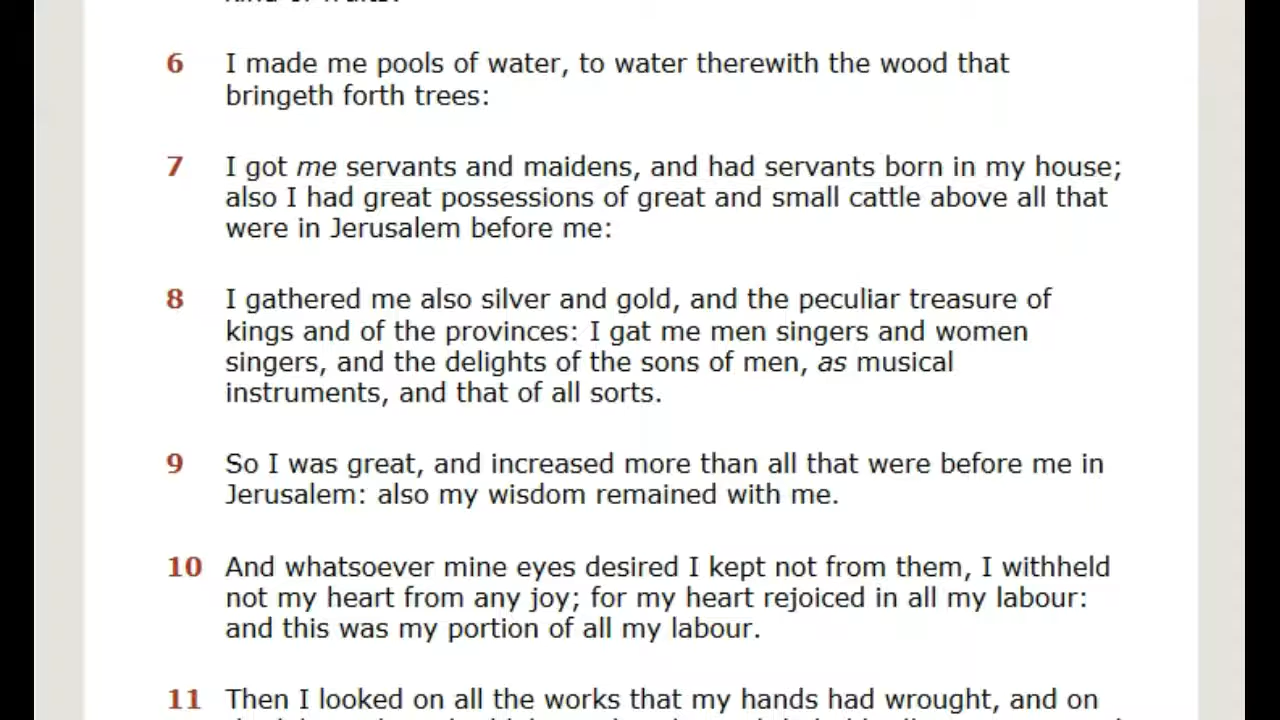 6 I made me pools of water, to water therewith the wood that
bringeth forth trees:
7 I got me servants and maidens, and had servants born in my house;
also I had great possessions of great and small cattle above all that
were in Jerusalem before me:
8 I gathered me also silver and gold, and the peculiar treasure of
kings and of the provinces: I gat me men singers and women
singers, and the delights of the sons of men, as musical
instruments, and that of all sorts.
9 So I was great, and increased more than all that were before me in
Jerusalem: also my wisdom remained with me.
10 And whatsoever mine eyes desired I kept not from them, I withheld
not my heart from any joy; for my heart rejoiced in all my labour:
and this was my portion of all my labour.
11 Then I looked on all the works that my hands had wrought, and on